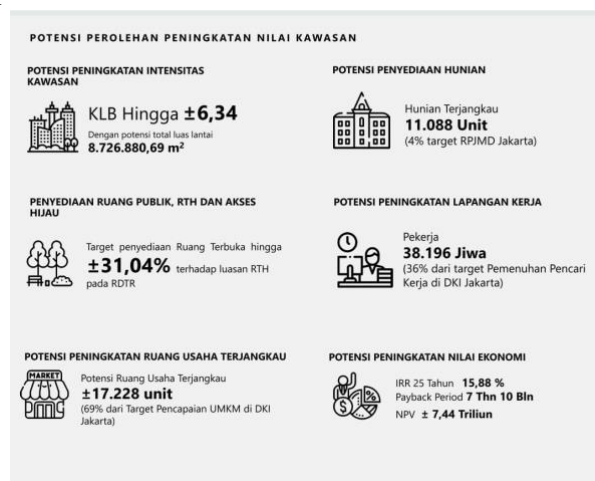 POTENSI PEROLEHAN PENINGKATAN NILAI KAWASAN
POTENSI PENINGKATAN INTENSITAS
KAWASAN
KLB Hingga ±6,34
Dengan potensi total luas lantai
8.726.880,69 m²
POTENSI PENYEDIAAN HUNIAN
Hunian Terjangkau
11.088 Unit
(4% target RPJMD Jakarta)
PENYEDIAAN RUANG PUBLIK, RTH DAN AKSES
HIJAU
Target penyediaan Ruang Terbuka hingga
±31,04% terhadap luasan RTH
pada RDTR
POTENSI PENINGKATAN LAPANGAN KERJA
Pekerja
38.196 Jiwa
(36% dari target Pemenuhan Pencari
Kerja di DKI Jakarta)
POTENSI PENINGKATAN RUANG USAHA TERJANGKAU
MARKET
Potensi Ruang Usaha Terjangkau
±17.228 unit
(69% dari Target Pencapaian UMKM di DKI
Jakarta)
POTENSI PENINGKATAN NILAI EKONOMI
%
$
IRR 25 Tahun 15,88 %
Payback Period 7 Thn 10 Bln
NPV ± 7,44 Triliun